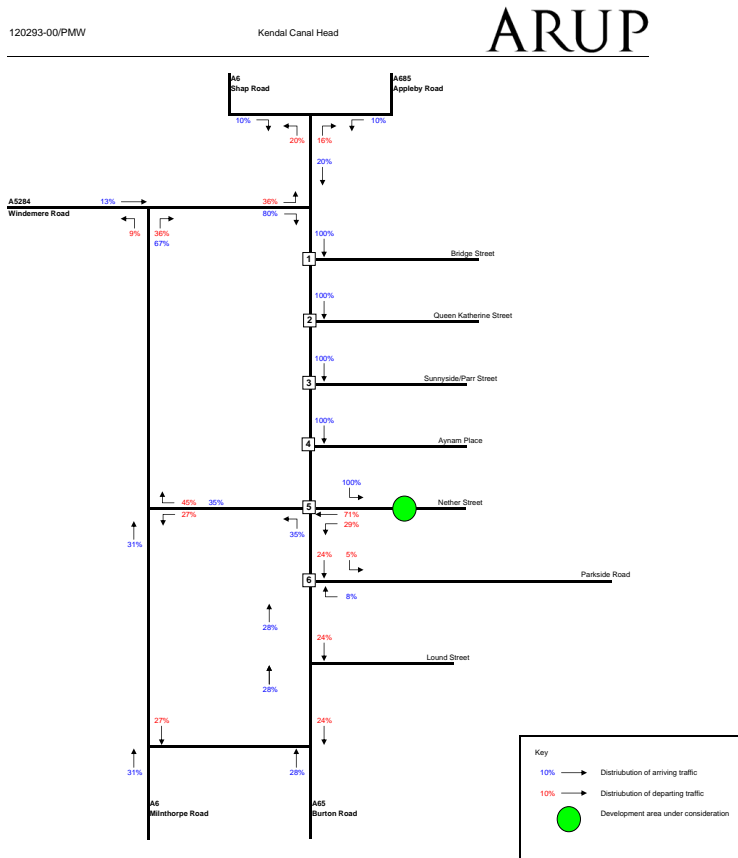 120293-00/PMW
Kendal Canal Head
ARUP
A6
Shap Road
A685
Appleby Road
10%
10%
20%
16%
20%
A5284
Windemere Road
13%
36%
80%
9%
36%
67%
100%
1
Bridge Street
100%
2
Queen Katherine Street
100%
3
Sunnyside/Parr Street
100%
4
Aynam Place
100%
45%
35%
5
Nether Street
27%
71%
29%
35%
31%
24%
5%
6
Parkside Road
8%
28%
24%
Lound Street
28%
27%
24%
31%
28%
A6
Milnthorpe Road
A65
Burton Road
Key
10%
Distriubution of arriving traffic
10%
Distriubution of departing traffic
Development area under consideration